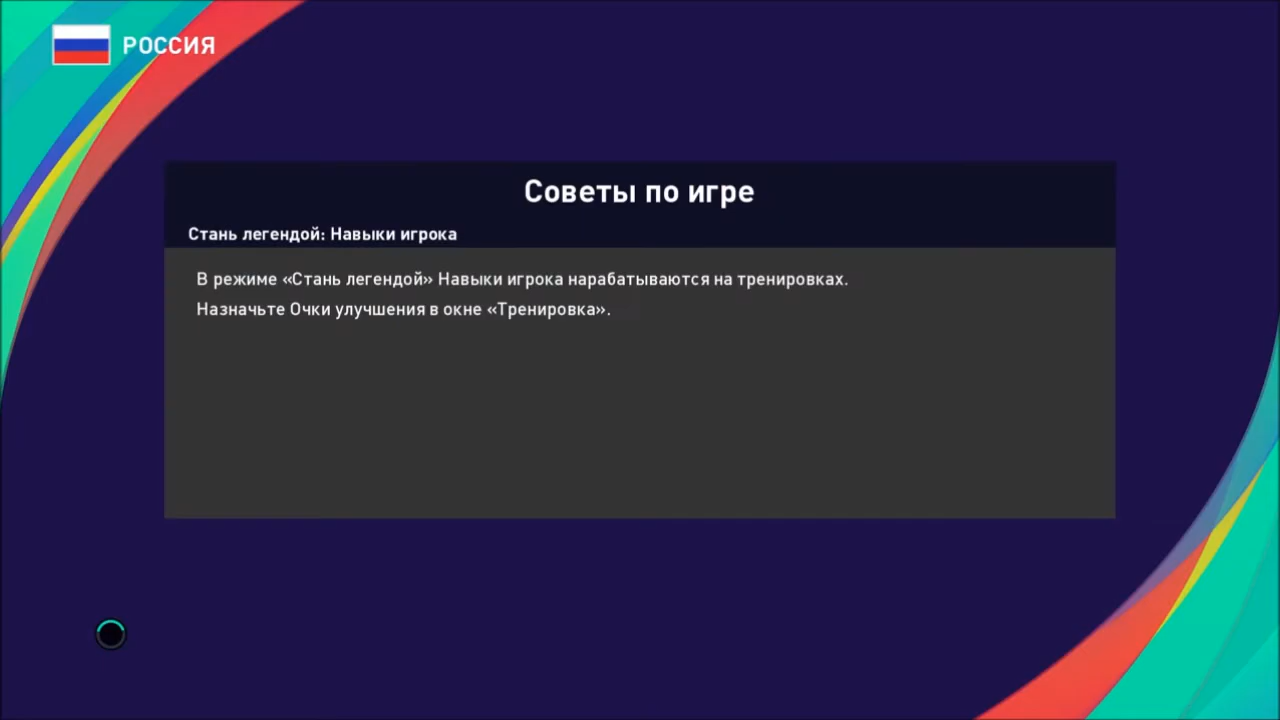 РОССИЯ
Советы по игре
Стань легендой: Навыки игрока
В режиме «Стань легендой» Навыки игрока нарабатываются на тренировках.
Назначьте Очки улучшения в окне «Тренировка».